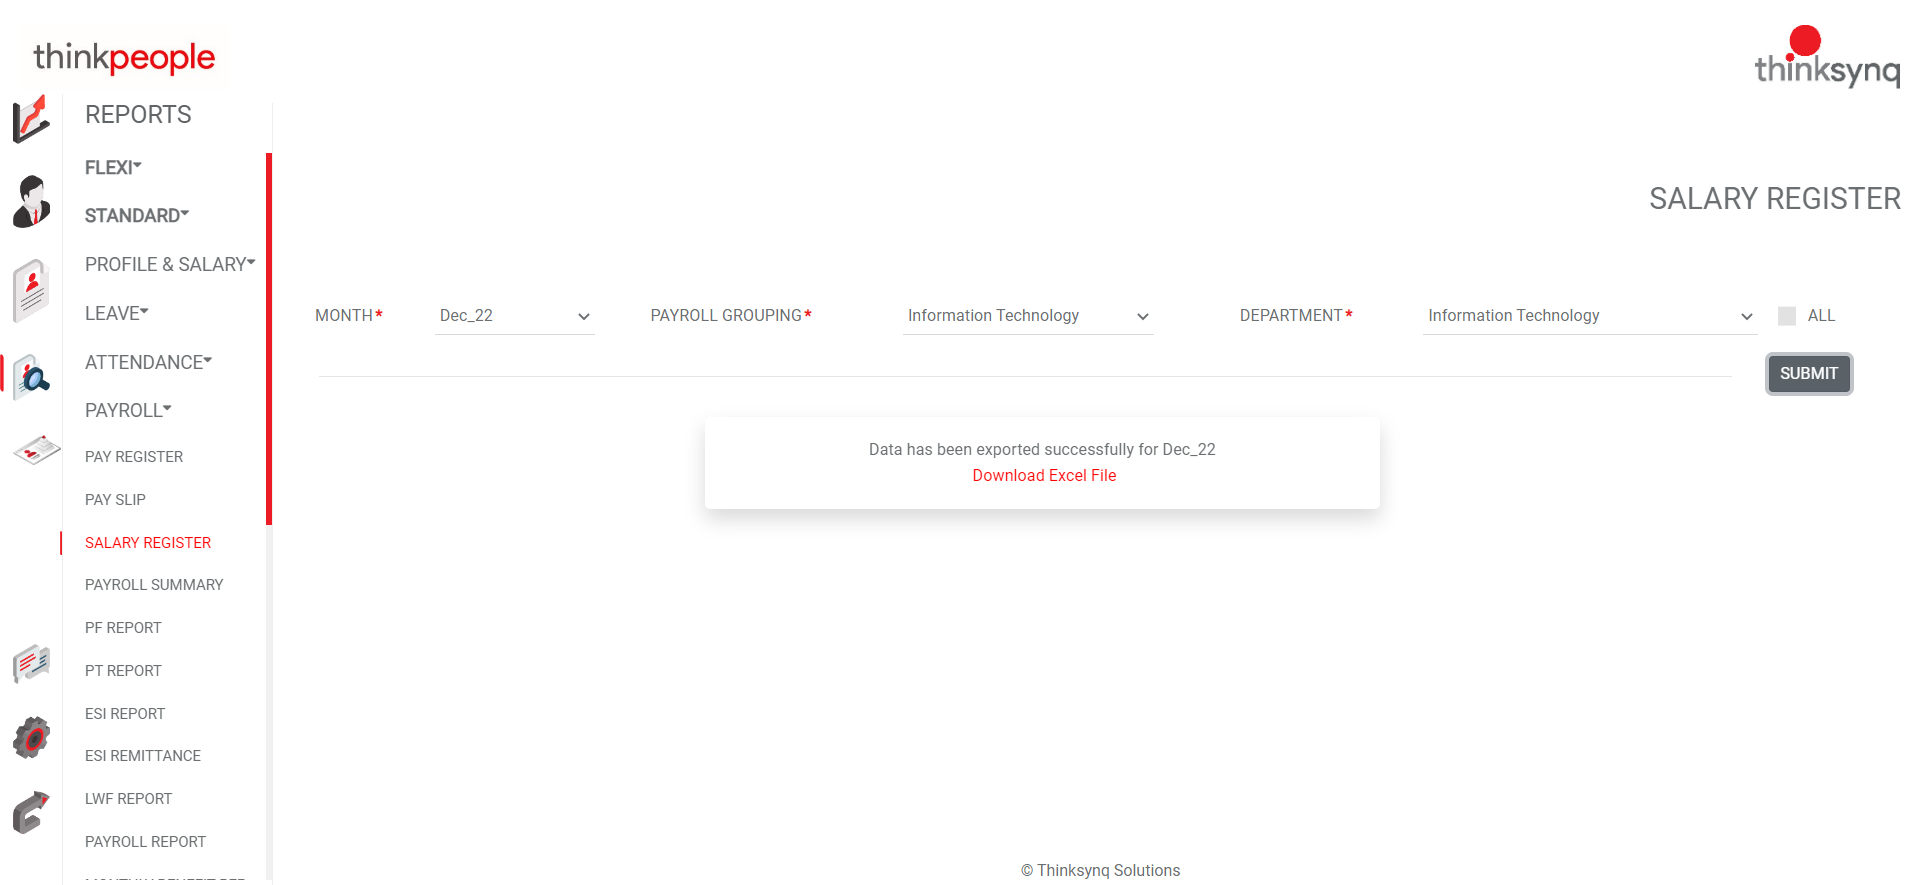 thinkpeople
thinksynq
REPORTS
FLEXI
STANDARD
PROFILE & SALARY
LEAVE
ATTENDANCE
PAYROLL
PAY REGISTER
PAY SLIP
SALARY REGISTER
PAYROLL SUMMARY
PF REPORT
PT REPORT
ESI REPORT
ESI REMITTANCE
LWF REPORT
PAYROLL REPORT
SALARY REGISTER
MONTH* Dec_22 PAYROLL GROUPING* Information Technology DEPARTMENT* Information Technology ALL
SUBMIT
Data has been exported successfully for Dec_22
Download Excel File
© Thinksynq Solutions